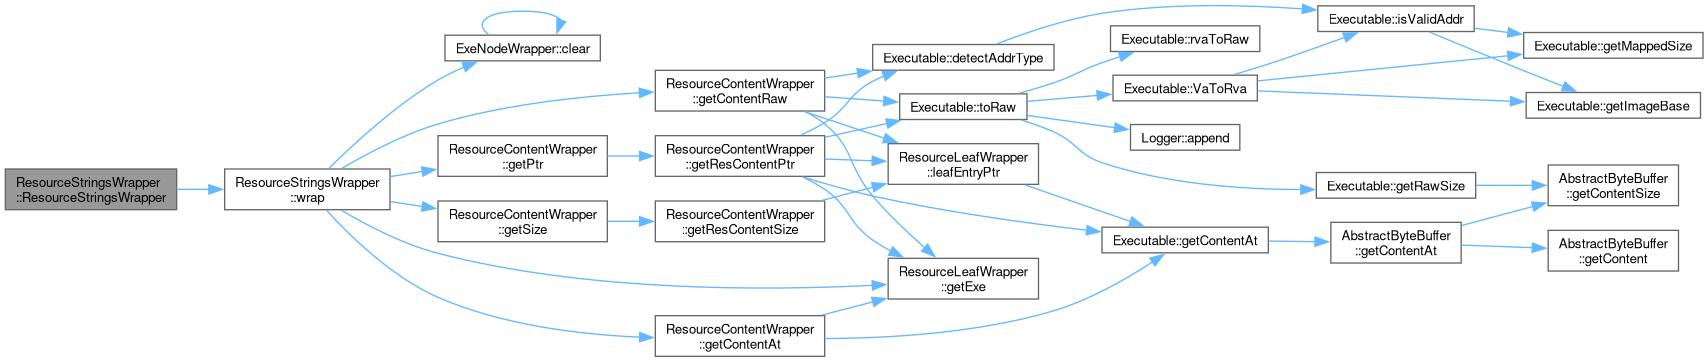 ResourceStringsWrapper
::ResourceStringsWrapper
ResourceStringsWrapper
::wrap
ExeNodeWrapper::clear
ResourceContentWrapper
::getPtr
ResourceContentWrapper
::getSize
ResourceContentWrapper
::getContentRaw
ResourceContentWrapper
::getResContentPtr
ResourceContentWrapper
::getResContentSize
ResourceContentWrapper
::getContentAt
Executable::detectAddrType
Executable::toRaw
ResourceLeafWrapper
::leafEntryPtr
ResourceLeafWrapper
::getExe
Executable::rvaToRaw
Executable::VaToRva
Logger::append
Executable::getContentAt
Executable::isValidAddr
Executable::getRawSize
AbstractByteBuffer
::getContentAt
Executable::getMappedSize
Executable::getImageBase
AbstractByteBuffer
::getContentSize
AbstractByteBuffer
::getContent